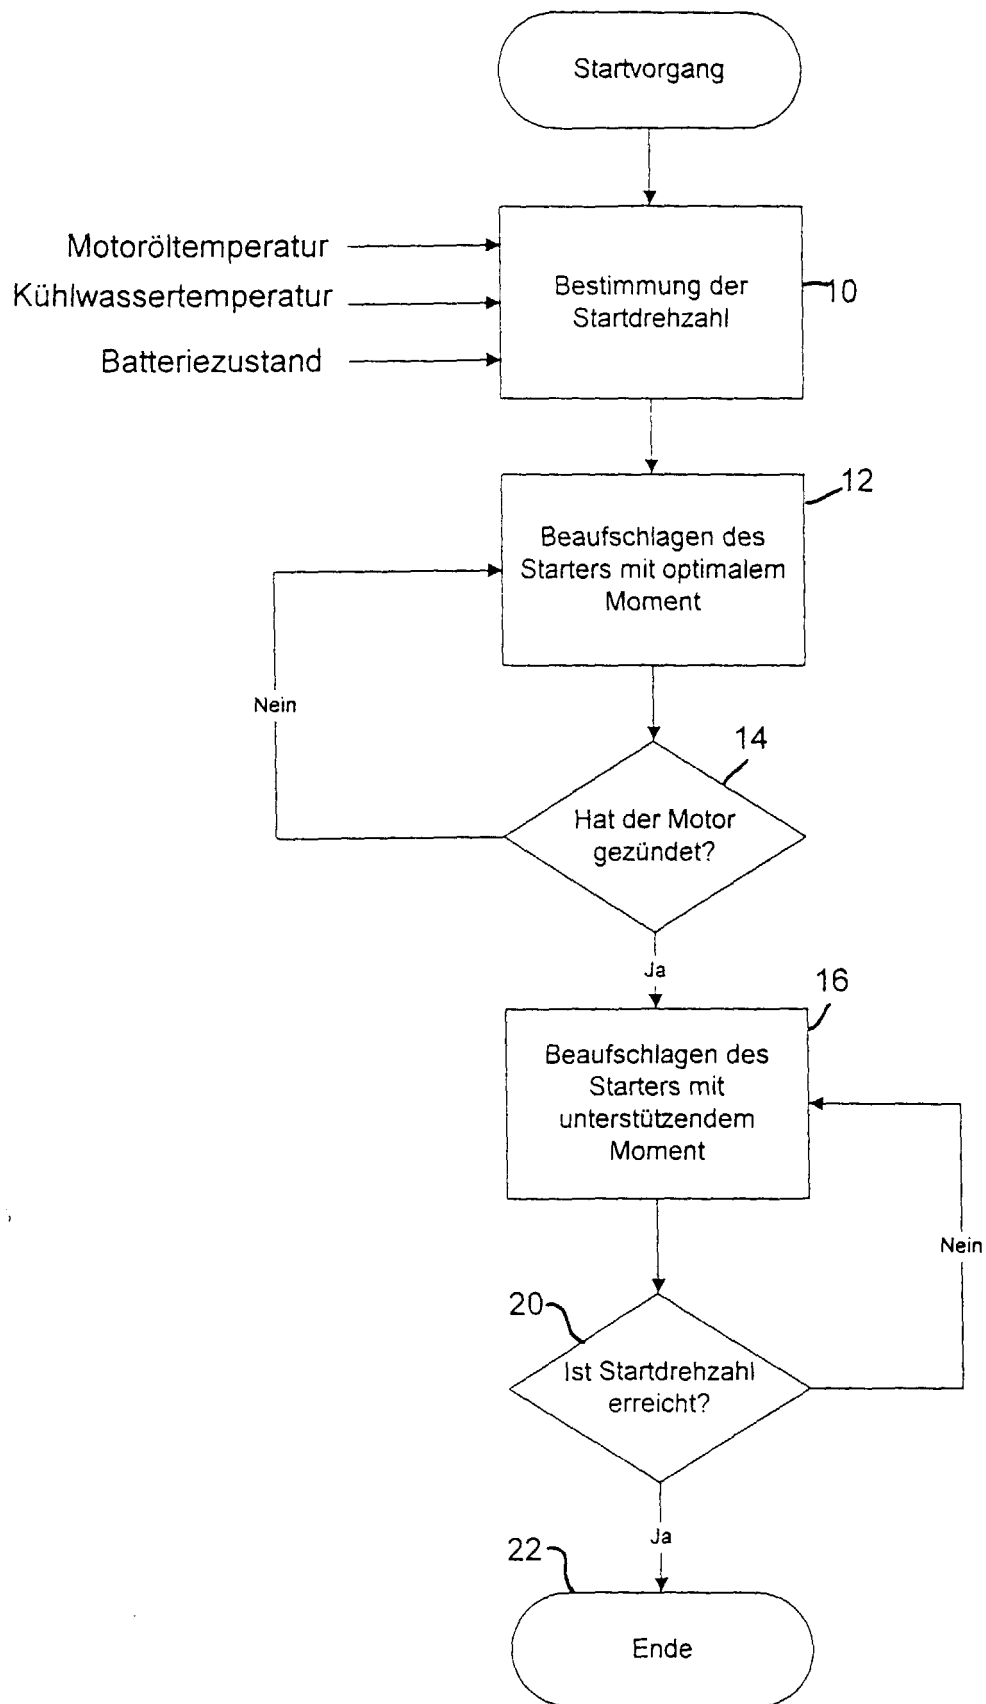 Startvorgang
Motoröltemperatur
Kühlwassertemperatur
Batteriezustand
Bestimmung der
Startdrehzahl
10
12
Beaufschlagen des
Starters mit optimalem
Moment
Nein
14
Hat der Motor
gezündet?
Ja
16
Beaufschlagen des
Starters mit
unterstützendem
Moment
Nein
20
Ist Startdrehzahl
erreicht?
Ja
22
Ende